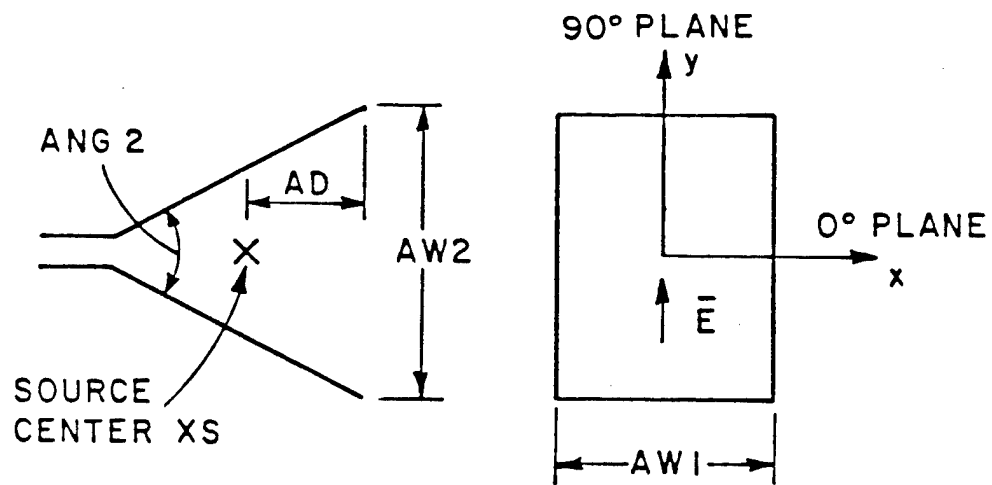 90° PLANE
y
ANG 2
AD
AW2
0° PLANE
x
E̅
SOURCE
CENTER XS
AW1